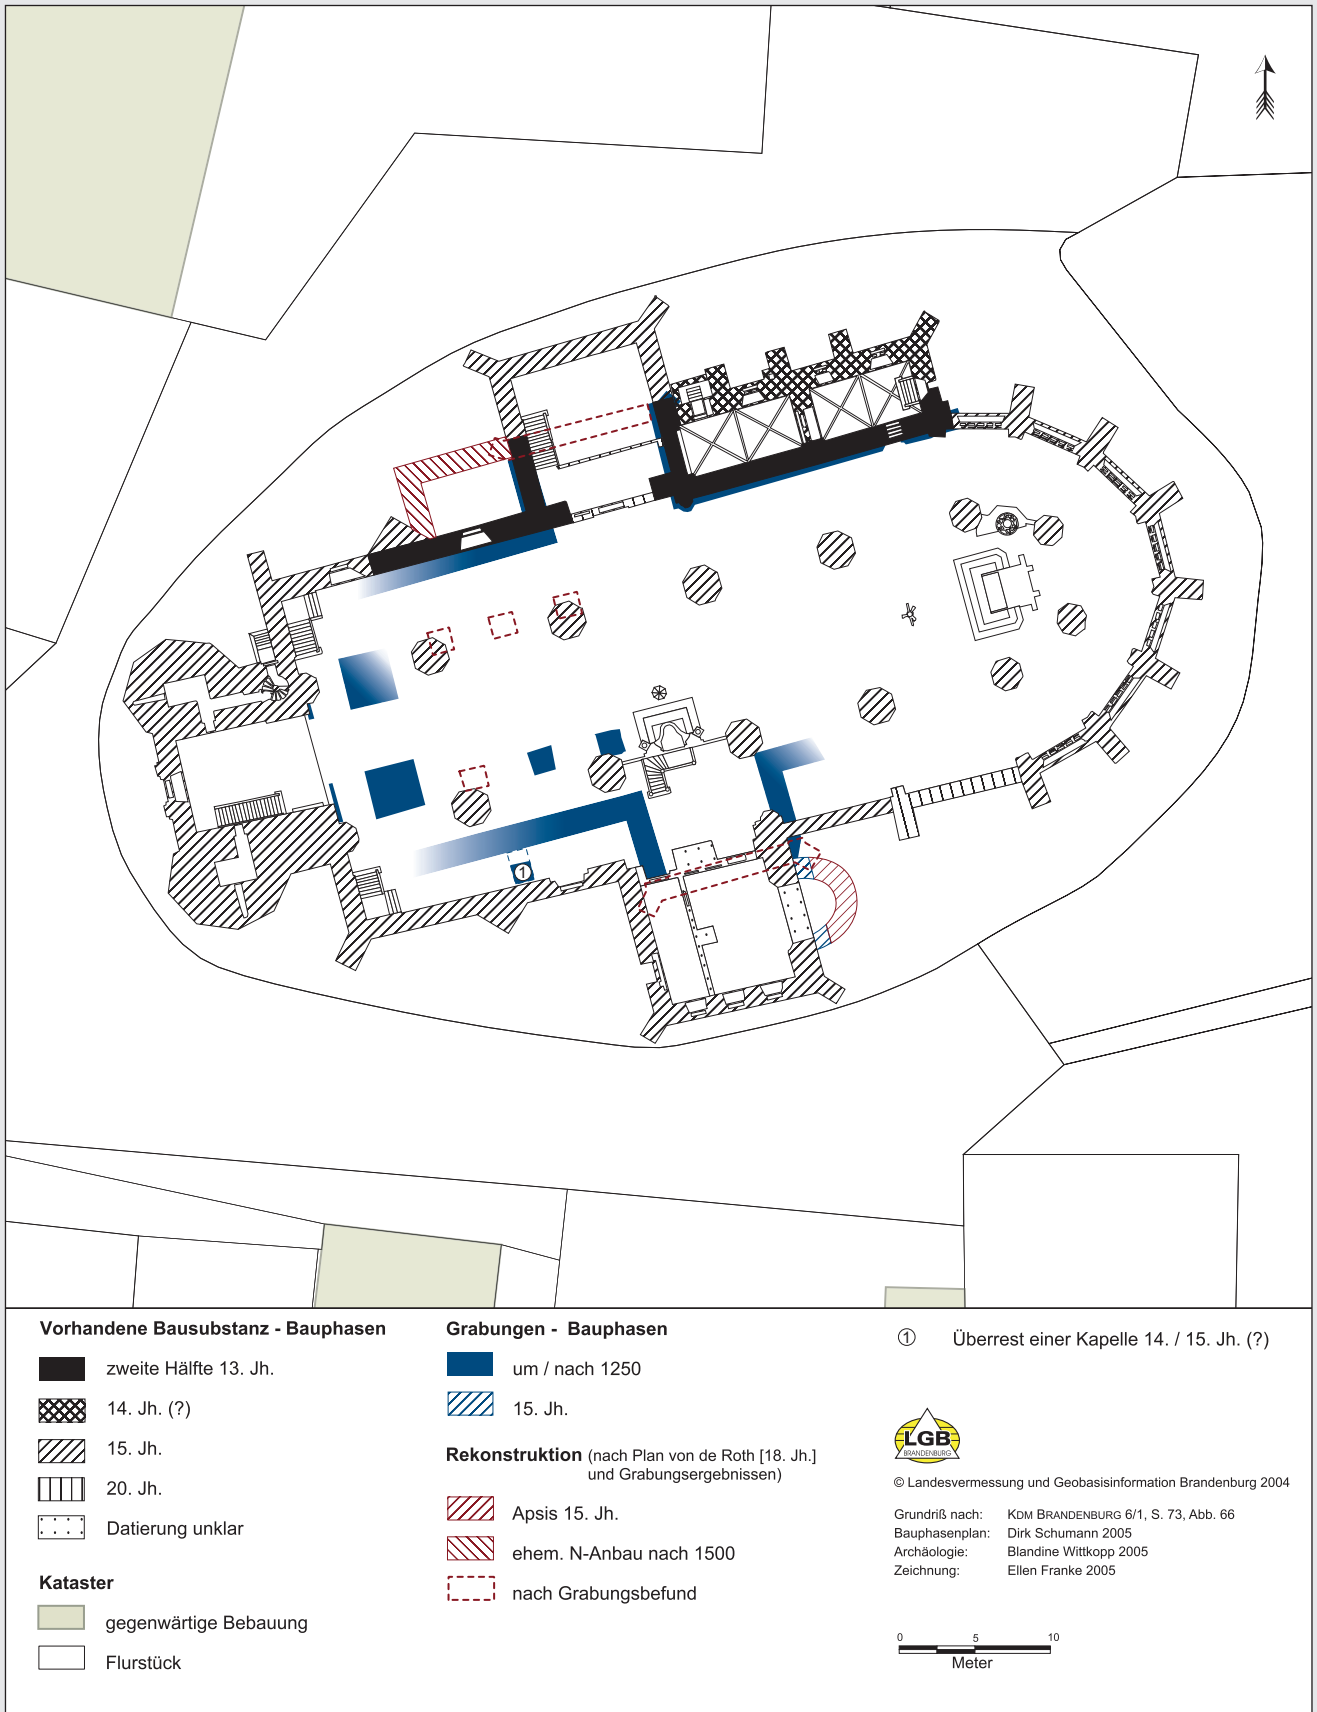 1
Vorhandene Bausubstanz - Bauphasen
zweite Hälfte 13. Jh.
14. Jh. (?)
15. Jh.
20. Jh.
Datierung unklar
Kataster
gegenwärtige Bebauung
Flurstück
Grabungen - Bauphasen
um / nach 1250
15. Jh.
Rekonstruktion (nach Plan von de Roth [18. Jh.]
und Grabungsergebnissen)
Apsis 15. Jh.
ehem. N-Anbau nach 1500
nach Grabungsbefund
1 Überrest einer Kapelle 14. / 15. Jh. (?)
LGB
BRANDENBURG
© Landesvermessung und Geobasisinformation Brandenburg 2004
Grundriß nach: KDM BRANDENBURG 6/1, S. 73, Abb. 66
Bauphasenplan: Dirk Schumann 2005
Archäologie: Blandine Wittkopp 2005
Zeichnung: Ellen Franke 2005
0 5 10
Meter